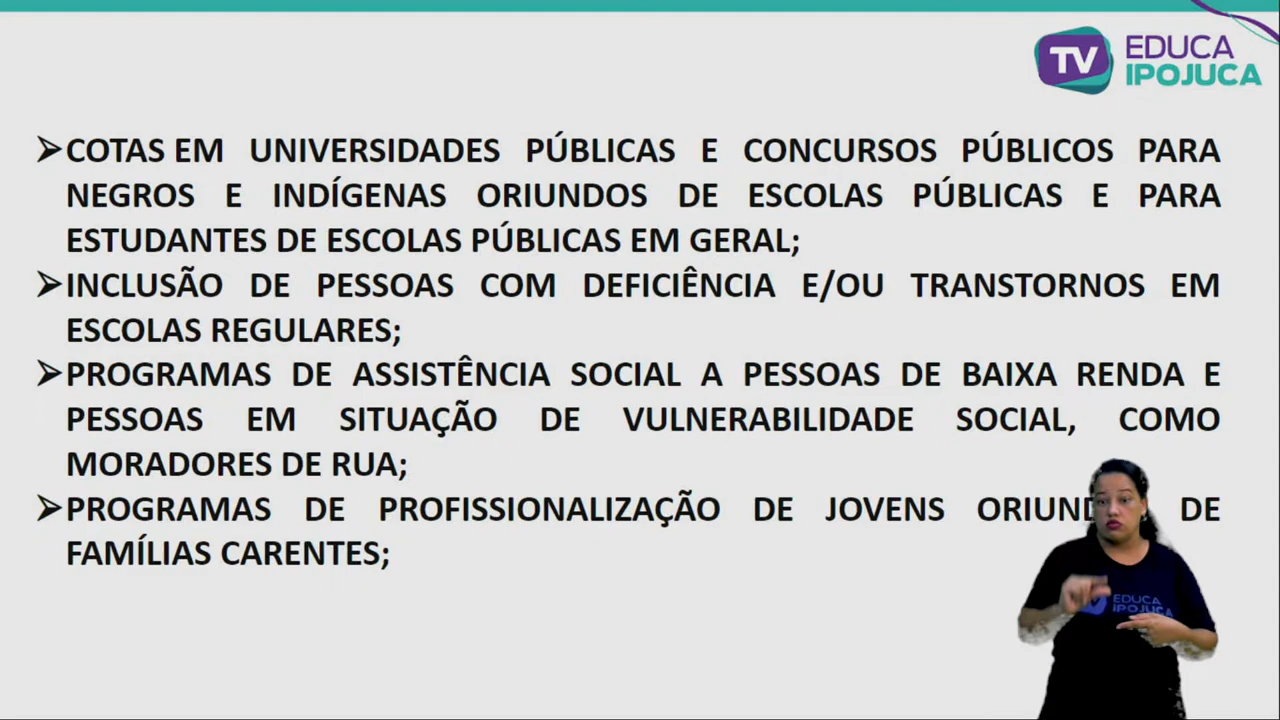 TV EDUCA
IPOJUCA
➢COTAS EM UNIVERSIDADES PÚBLICAS E CONCURSOS PÚBLICOS PARA
NEGROS E INDÍGENAS ORIUNDOS DE ESCOLAS PÚBLICAS E PARA
ESTUDANTES DE ESCOLAS PÚBLICAS EM GERAL;
➢INCLUSÃO DE PESSOAS COM DEFICIÊNCIA E/OU TRANSTORNOS EM
ESCOLAS REGULARES;
➢PROGRAMAS DE ASSISTÊNCIA SOCIAL A PESSOAS DE BAIXA RENDA E
PESSOAS EM SITUAÇÃO DE VULNERABILIDADE SOCIAL, COMO
MORADORES DE RUA;
➢PROGRAMAS DE PROFISSIONALIZAÇÃO DE JOVENS DE
FAMÍLIAS CARENTES;
EDUCA
IPOJUCA